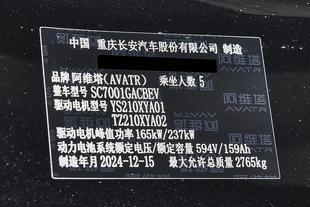 中国 重庆长安汽车股份有限公司 制造
品牌 阿维塔(AVATR) 乘坐人数 5
整车型号 SC7001GACBEV
驱动电机型号 YS210XYA01
TZ210XYA02
驱动电机峰值功率 165kW/237kW
动力电池系统额定电压/额定容量 594V/159Ah
制造年月 2024-12-15 最大允许总质量 2765kg
阿维塔
AVATR